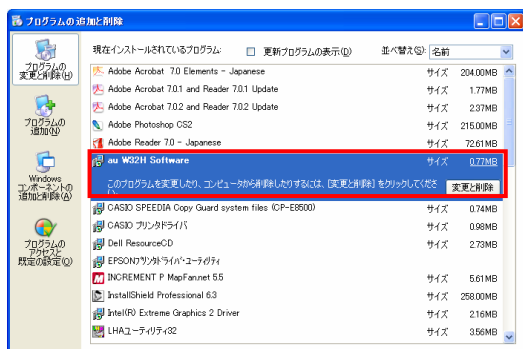 プログラムの追加と削除
現在インストールされているプログラム:
更新プログラムの表示(D)
並べ替え(S): 名前
プログラムの
変更と削除(H)
プログラムの
追加(N)
Windows
コンポーネントの
追加と削除(A)
プログラムの
アクセスと
既定の設定(O)
Adobe Acrobat 7.0 Elements - Japanese サイズ 204.00MB
Adobe Acrobat 7.0.1 and Reader 7.0.1 Update サイズ 1.77MB
Adobe Acrobat 7.0.2 and Reader 7.0.2 Update サイズ 2.37MB
Adobe Photoshop CS2 サイズ 215.00MB
Adobe Reader 7.0 - Japanese サイズ 72.61MB
au W32H Software サイズ 0.77MB
このプログラムを変更したり、コンピュータから削除したりするには、[変更と削除] をクリックしてくださ
変更と削除
CASIO SPEEDIA Copy Guard system files (CP-E8500) サイズ 0.74MB
CASIO プリンタドライバ サイズ 0.98MB
Dell ResourceCD サイズ 2.73MB
EPSONプリンタドライバ・ユーティリティ
INCREMENT P MapFan.net 5.5 サイズ 5.61MB
InstallShield Professional 6.3 サイズ 258.00MB
Intel(R) Extreme Graphics 2 Driver サイズ 2.16MB
LHAユーティリティ32 サイズ 3.56MB